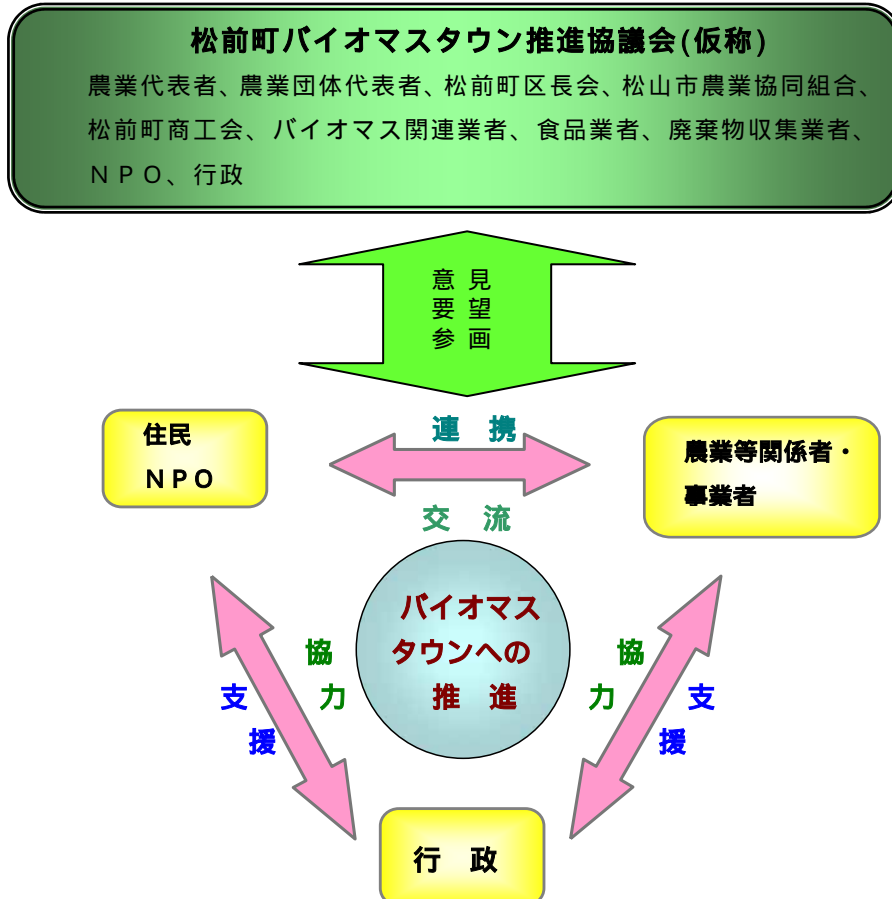 松前町バイオマスタウン推進協議会(仮称)
農業代表者、農業団体代表者、松前町区長会、松山市農業協同組合、
松前町商工会、バイオマス関連業者、食品業者、廃棄物収集業者、
ＮＰＯ、行政
意見
要望
参画
連携
住民
ＮＰＯ
農業等関係者・
事業者
交流
バイオマス
タウンへの
推進
協力
支援
協力
支援
行政